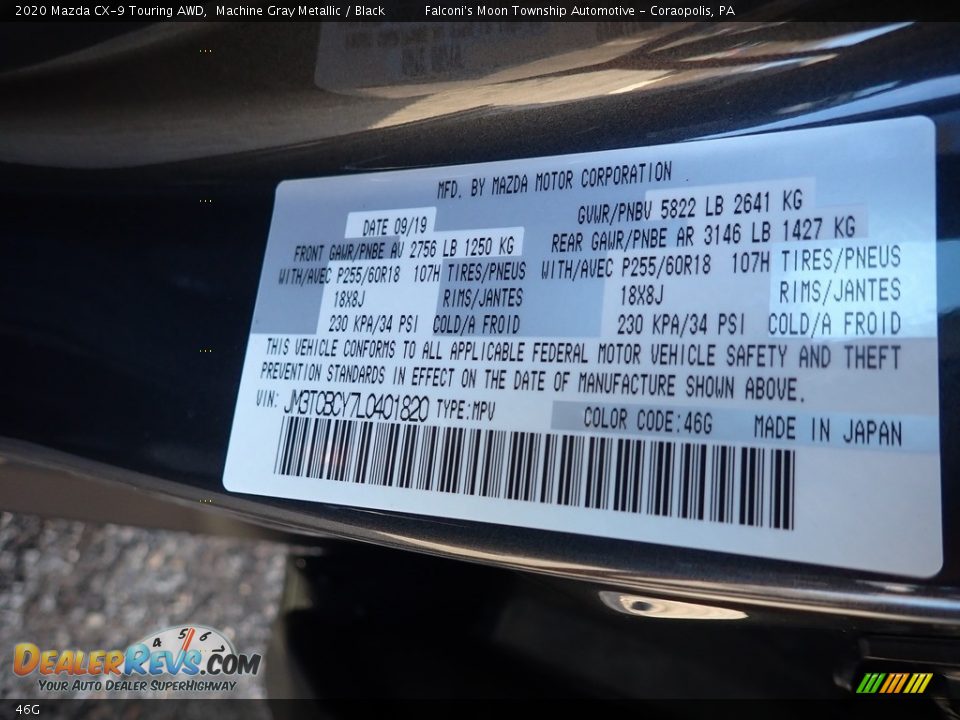 2020 Mazda CX-9 Touring AWD, Machine Gray Metallic / Black Falconi's Moon Township Automotive - Coraopolis, PA
MFD. BY MAZDA MOTOR CORPORATION
DATE 09/19 GVWR/PNBV 5822 LB 2641 KG
FRONT GAWR/PNBE AV 2756 LB 1250 KG REAR GAWR/PNBE AR 3146 LB 1427 KG
WITH/AVEC P255/60R18 107H TIRES/PNEUS WITH/AVEC P255/60R18 107H TIRES/PNEUS
18X8J RIMS/JANTES 18X8J RIMS/JANTES
230 KPA/34 PSI COLD/A FROID 230 KPA/34 PSI COLD/A FROID
THIS VEHICLE CONFORMS TO ALL APPLICABLE FEDERAL MOTOR VEHICLE SAFETY AND THEFT
PREVENTION STANDARDS IN EFFECT ON THE DATE OF MANUFACTURE SHOWN ABOVE.
VIN: JM3TCBCY7L0401820 TYPE:MPV COLOR CODE:46G MADE IN JAPAN
4 5 6 7
DEALERREVS.COM
YOUR AUTO DEALER SUPERHIGHWAY
46G